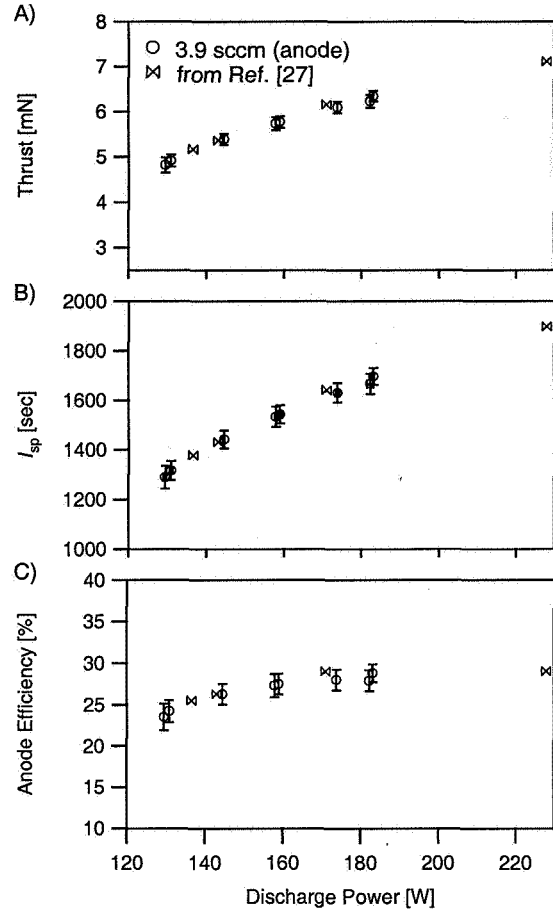 A)
8
7
6
5
4
3
Thrust [mN]
3.9 sccm (anode)
from Ref. [27]
B)
2000
1800
1600
1400
1200
1000
Isp [sec]
C)
40
35
30
25
20
15
10
Anode Efficiency [%]
120 140 160 180 200 220
Discharge Power [W]